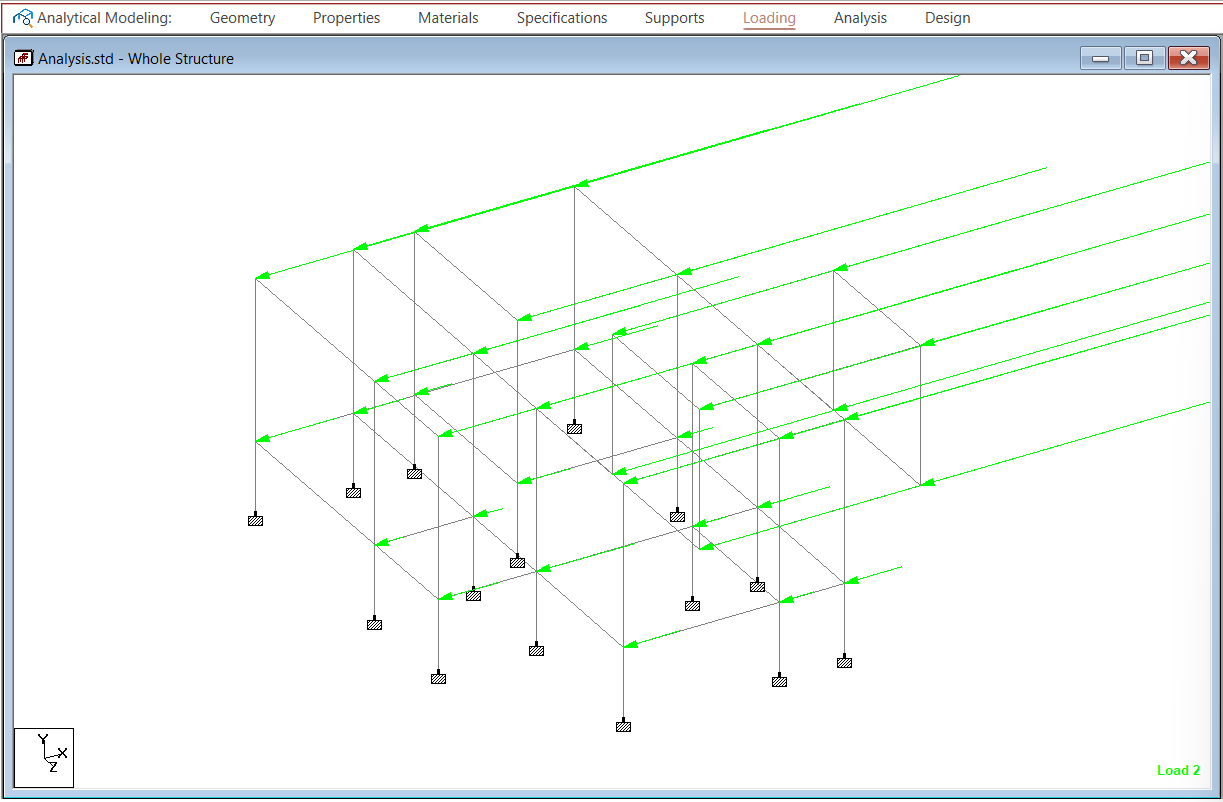 Analytical Modeling: Geometry Properties Materials Specifications Supports Loading Analysis Design
Analysis.std - Whole Structure
Y
X
Z
Load 2